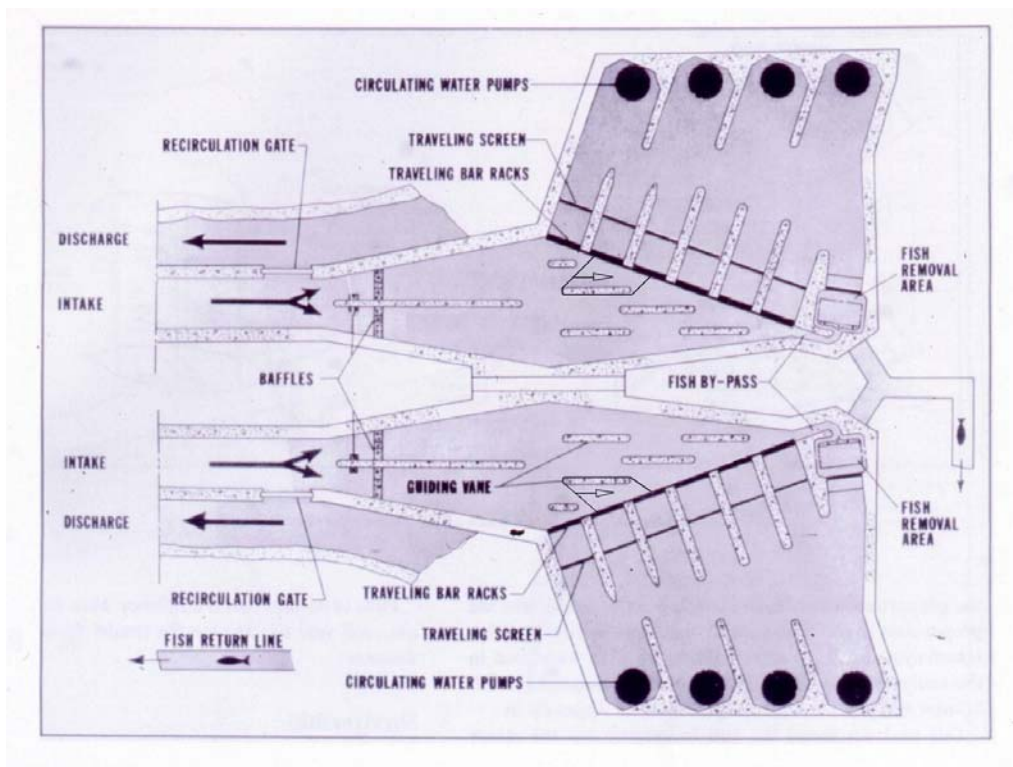 CIRCULATING WATER PUMPS
TRAVELING SCREEN
RECIRCULATION GATE
TRAVELING BAR RACKS
DISCHARGE
FISH
REMOVAL
AREA
INTAKE
BAFFLES
FISH BY-PASS
INTAKE
GUIDING VANE
DISCHARGE
FISH
REMOVAL
AREA
RECIRCULATION GATE
TRAVELING BAR RACKS
TRAVELING SCREEN
FISH RETURN LINE
CIRCULATING WATER PUMPS